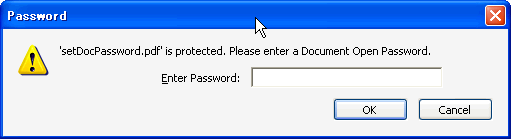 Password
'setDocPassword.pdf' is protected. Please enter a Document Open Password.
Enter Password:
OK Cancel